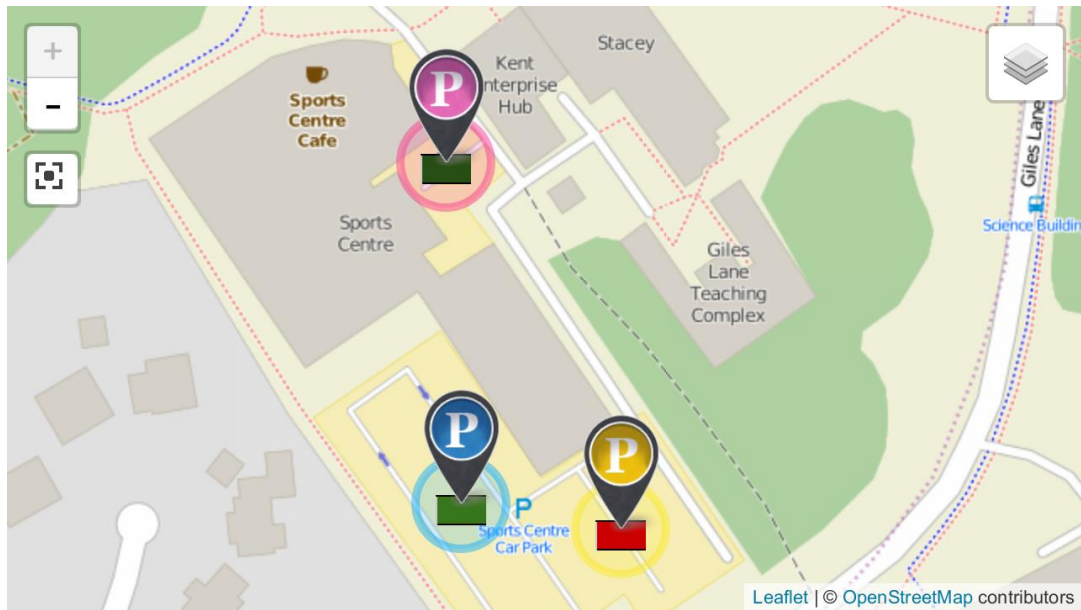 +
-
Sports
Centre
Cafe
P
Kent
nterprise
Hub
Stacey
Giles Lane
Science Buildin
Sports
Centre
Giles
Lane
Teaching
Complex
P
P
P
Sports Centre
Car Park
Leaflet | © OpenStreetMap contributors